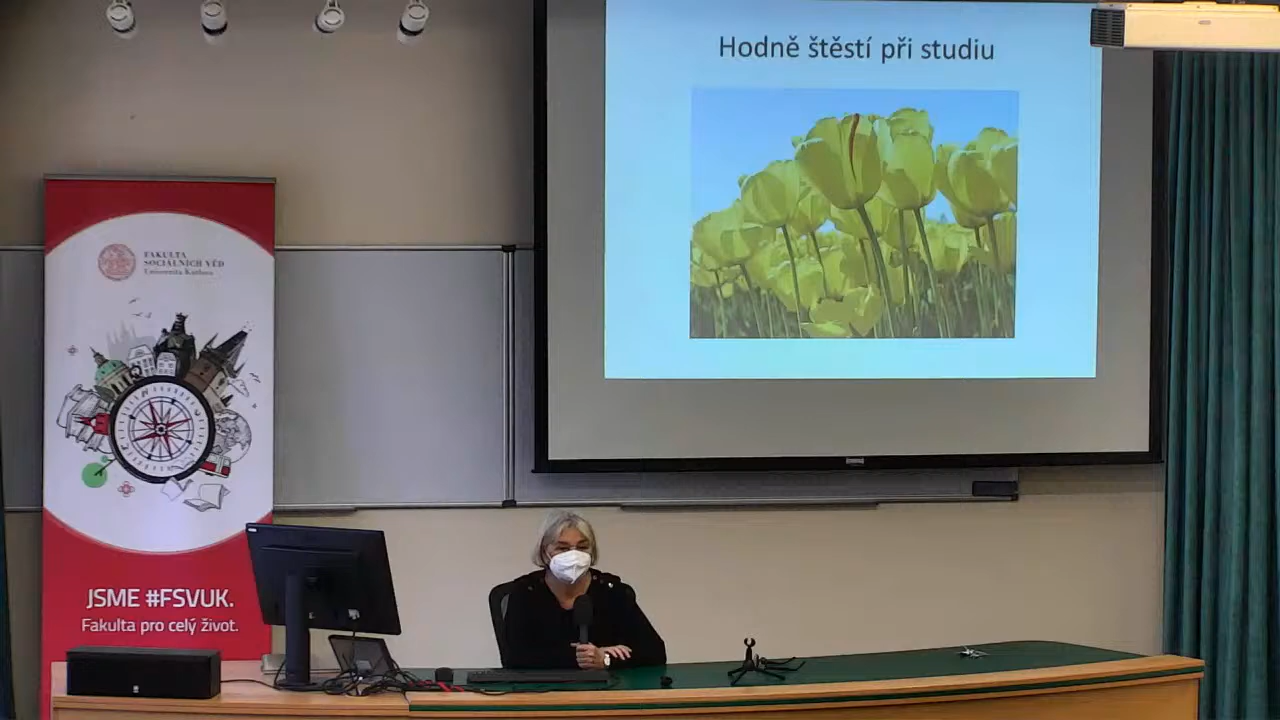 Hodně štěstí při studiu
FAKULTA
SOCIÁLNÍCH VĚD
Univerzita Karlova
JSME #FSVUK.
Fakulta pro celý život.